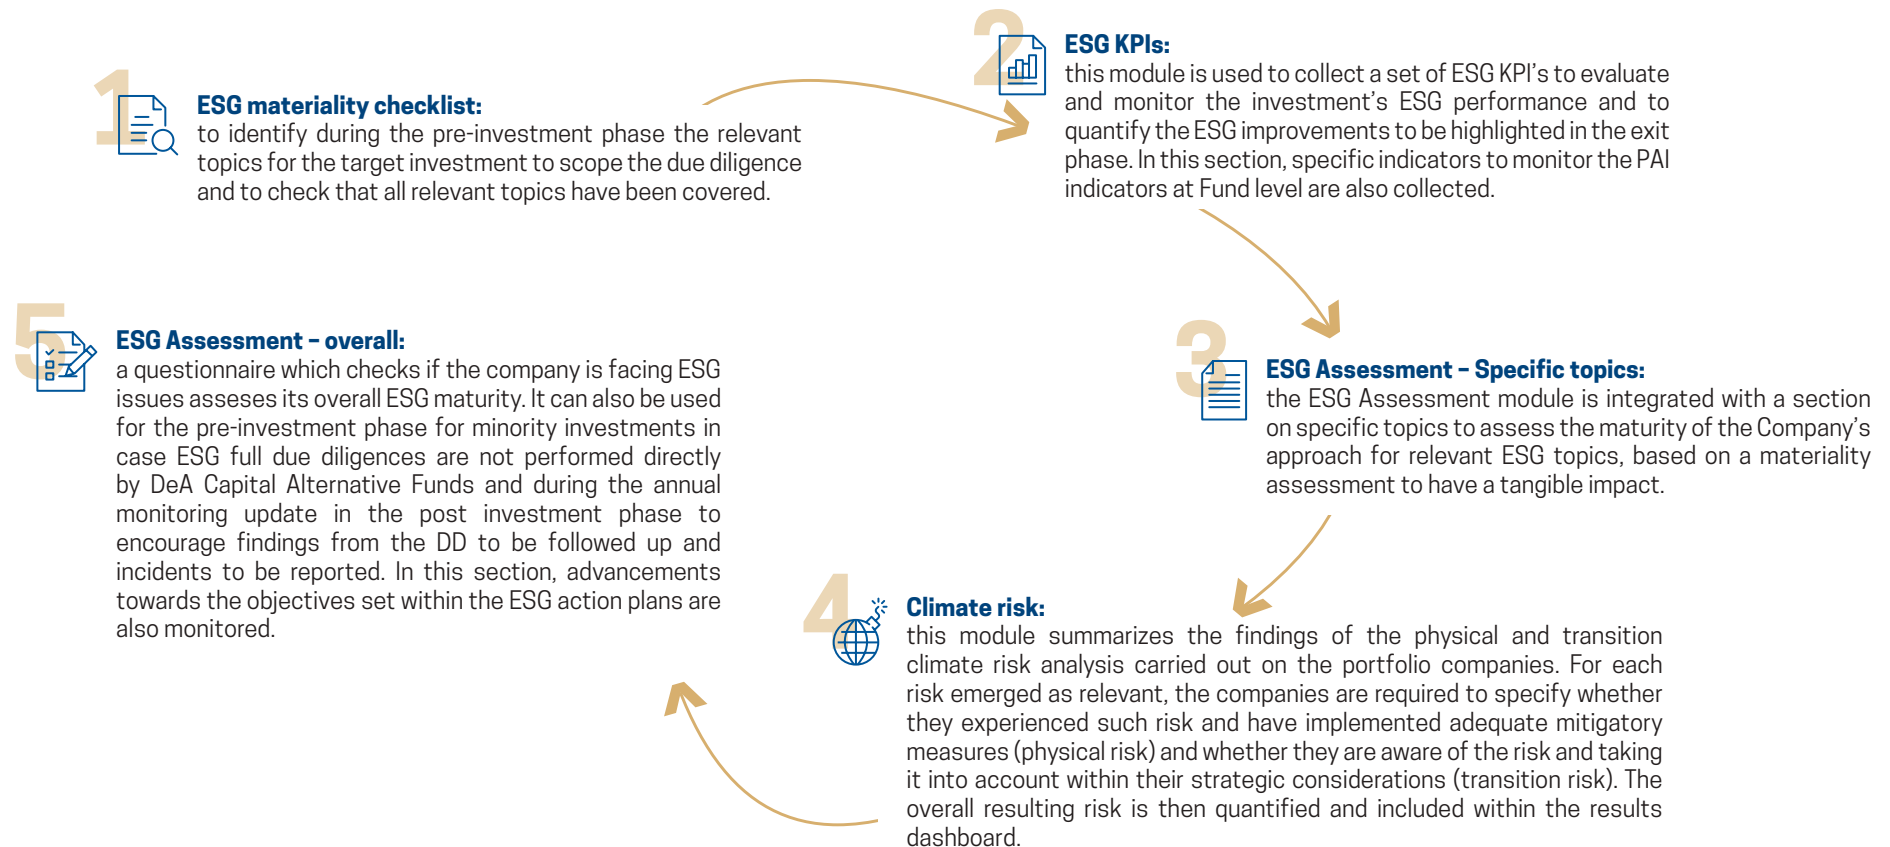 1
ESG materiality checklist:
to identify during the pre-investment phase the relevant
topics for the target investment to scope the due diligence
and to check that all relevant topics have been covered.
2
ESG KPIs:
this module is used to collect a set of ESG KPI's to evaluate
and monitor the investment's ESG performance and to
quantify the ESG improvements to be highlighted in the exit
phase. In this section, specific indicators to monitor the PAI
indicators at Fund level are also collected.
3
ESG Assessment – Specific topics:
the ESG Assessment module is integrated with a section
on specific topics to assess the maturity of the Company's
approach for relevant ESG topics, based on a materiality
assessment to have a tangible impact.
4
Climate risk:
this module summarizes the findings of the physical and transition
climate risk analysis carried out on the portfolio companies. For each
risk emerged as relevant, the companies are required to specify whether
they experienced such risk and have implemented adequate mitigatory
measures (physical risk) and whether they are aware of the risk and taking
it into account within their strategic considerations (transition risk). The
overall resulting risk is then quantified and included within the results
dashboard.
5
ESG Assessment – overall:
a questionnaire which checks if the company is facing ESG
issues asseses its overall ESG maturity. It can also be used
for the pre-investment phase for minority investments in
case ESG full due diligences are not performed directly
by DeA Capital Alternative Funds and during the annual
monitoring update in the post investment phase to
encourage findings from the DD to be followed up and
incidents to be reported. In this section, advancements
towards the objectives set within the ESG action plans are
also monitored.